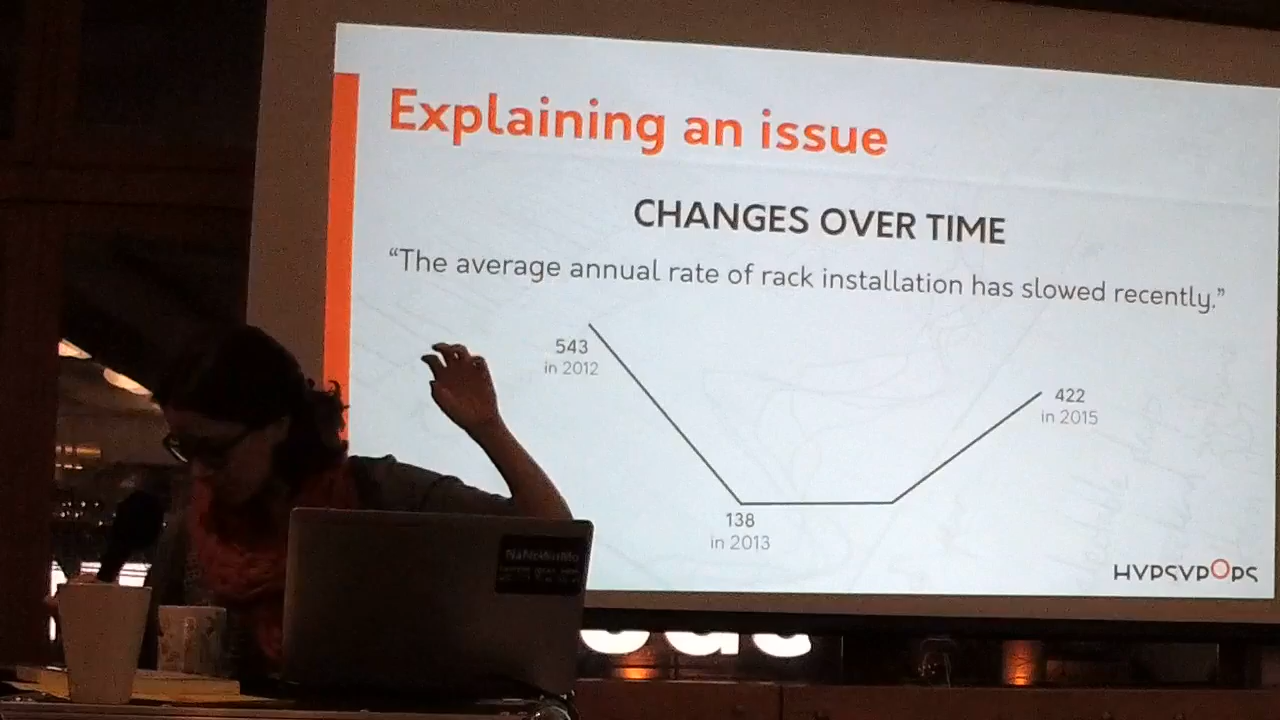 Explaining an issue
CHANGES OVER TIME
“The average annual rate of rack installation has slowed recently.”
543
in 2012
422
in 2015
138
in 2013
NaNoWriMo